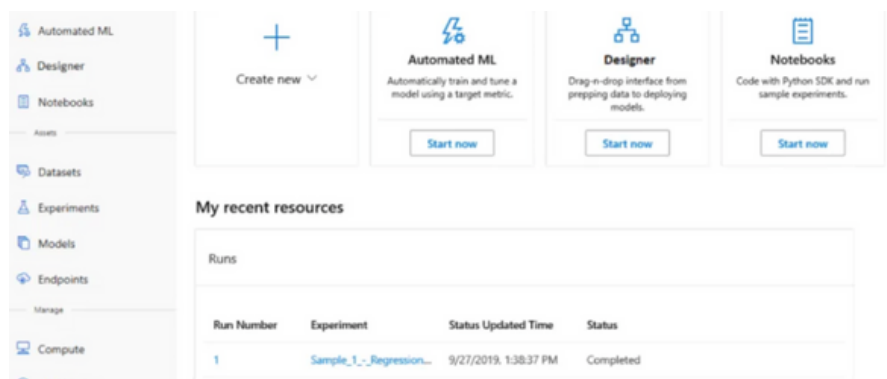 Automated ML
Designer
Notebooks
Assets
Datasets
Experiments
Models
Endpoints
Manage
Compute
Create new
Automated ML
Automatically train and tune a
model using a target metric.
Start now
Designer
Drag-n-drop interface from
prepping data to deploying
models.
Start now
Notebooks
Code with Python SDK and run
sample experiments.
Start now
My recent resources
Runs
Run Number Experiment Status Updated Time Status
1 Sample_1_-_Regression... 9/27/2019, 1:38:37 PM Completed